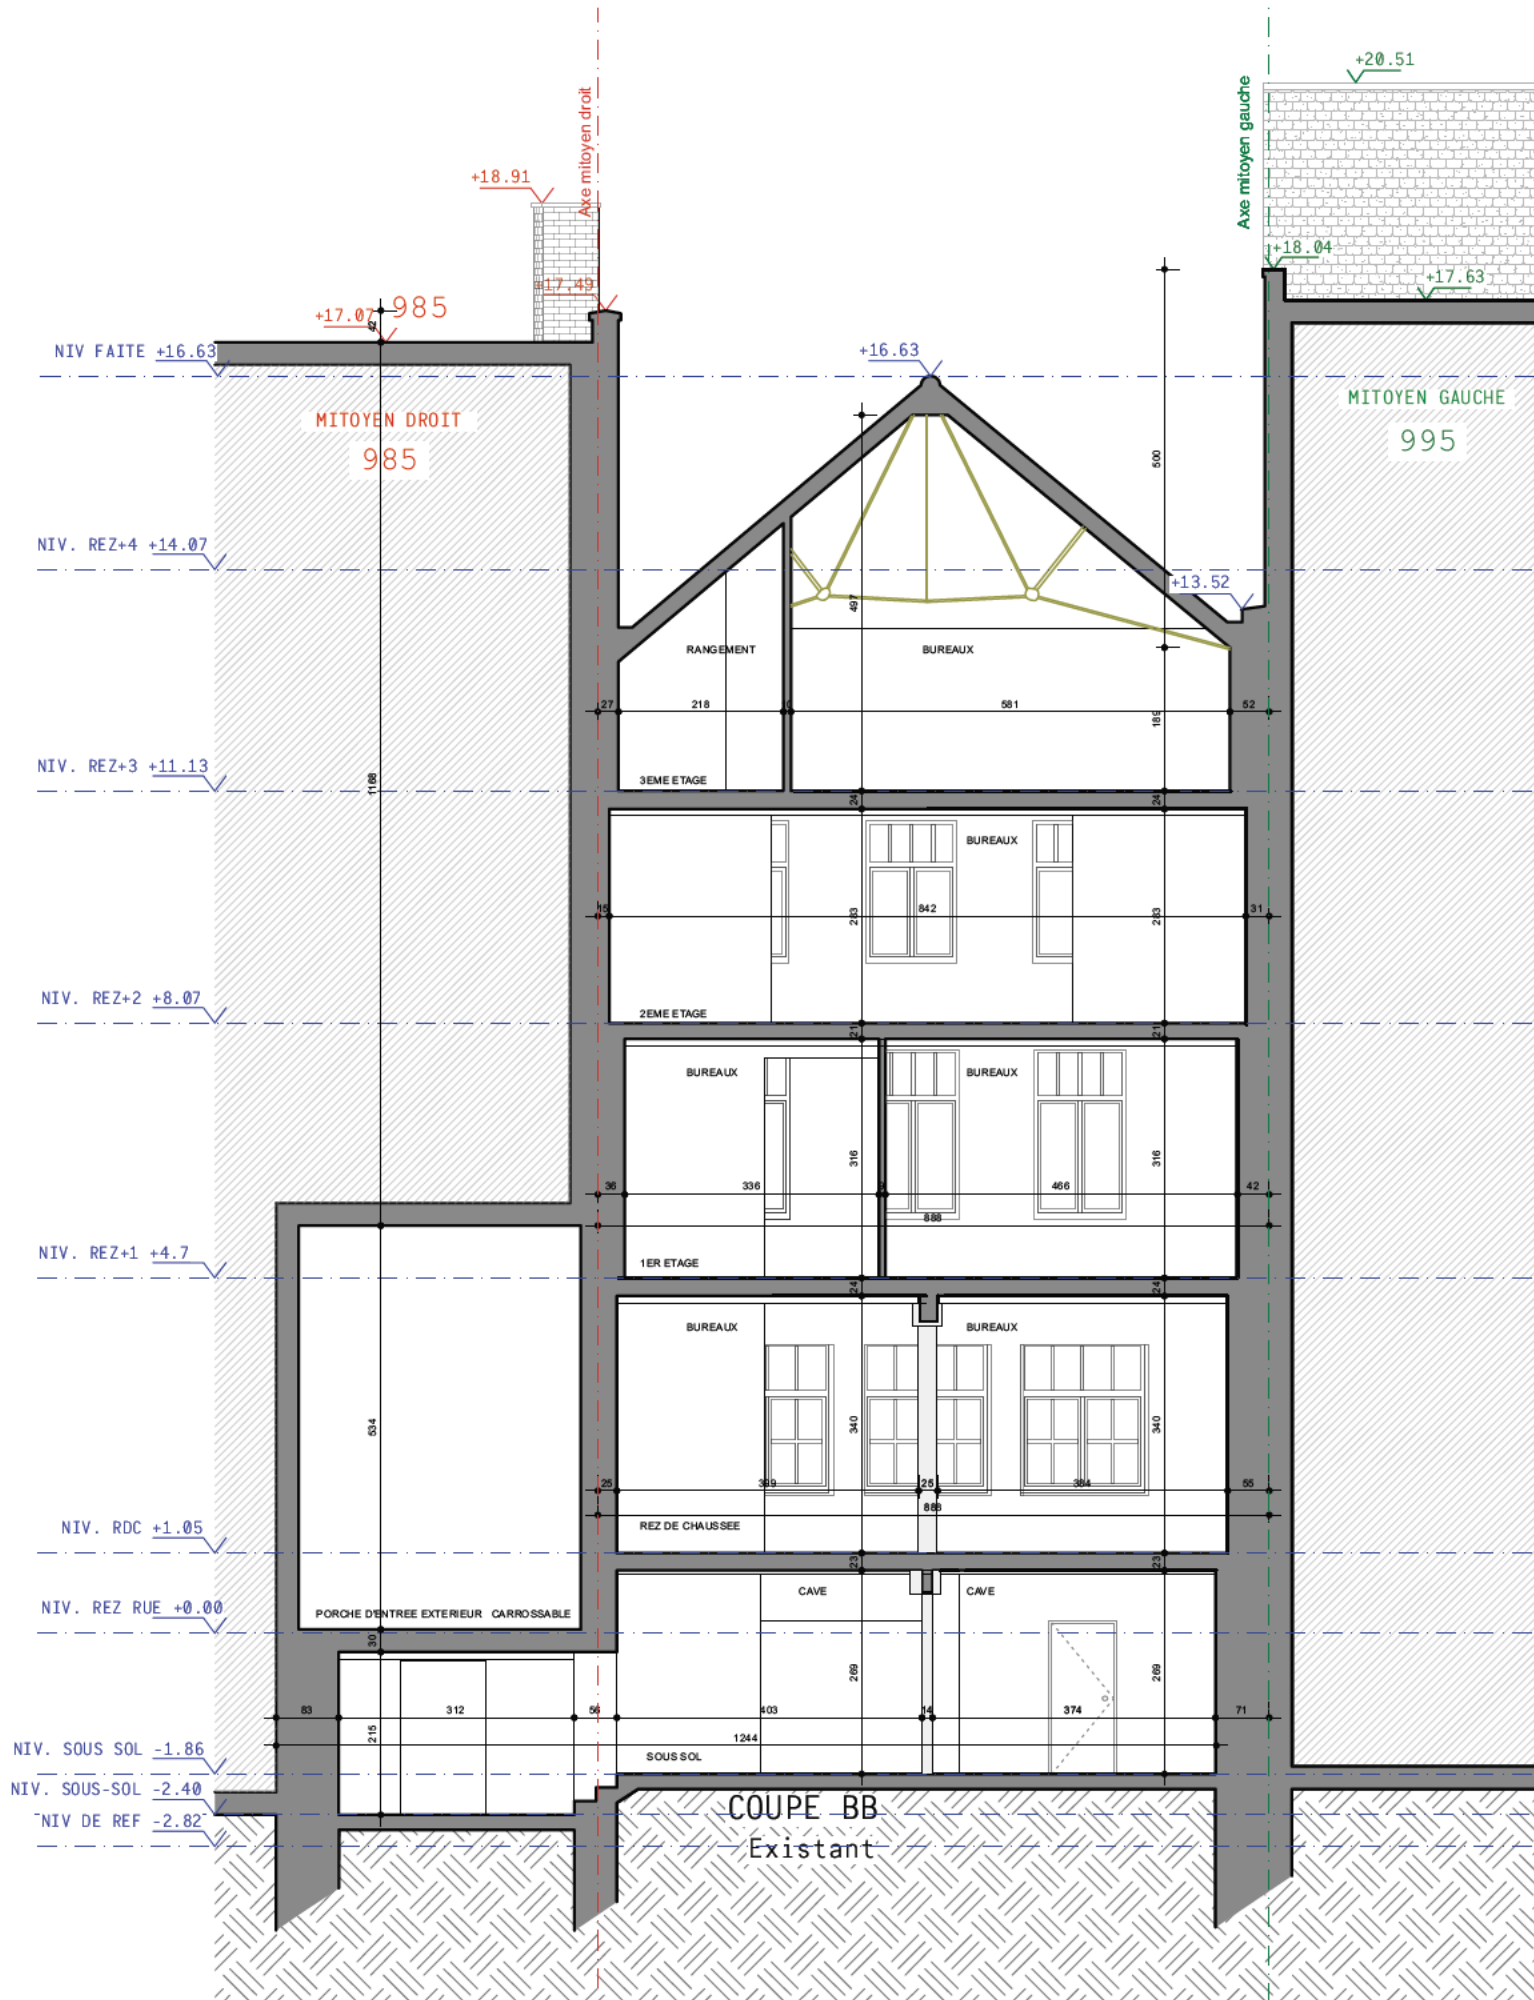 +20.51
Axe mitoyen droit
Axe mitoyen gauche
+18.91
+18.04
+17.63
+17.49
985
+17.07
42
NIV FAITE +16.63
+16.63
MITOYEN DROIT
985
MITOYEN GAUCHE
995
500
NIV. REZ+4 +14.07
+13.52
497
RANGEMENT
BUREAUX
27
218
581
52
189
NIV. REZ+3 +11.13
1168
3EME ETAGE
24
24
BUREAUX
15
283
842
283
31
NIV. REZ+2 +8.07
2EME ETAGE
21
21
BUREAUX
BUREAUX
316
316
36
336
466
42
888
NIV. REZ+1 +4.7
1ER ETAGE
24
24
BUREAUX
BUREAUX
534
340
340
25
399
25
384
55
888
NIV. RDC +1.05
REZ DE CHAUSSEE
23
23
CAVE
CAVE
NIV. REZ RUE +0.00
PORCHE D'ENTREE EXTERIEUR CARROSSABLE
30
269
269
83
312
56
403
14
374
71
215
1244
NIV. SOUS SOL -1.86
SOUS SOL
NIV. SOUS-SOL -2.40
NIV DE REF -2.82
COUPE BB
Existant